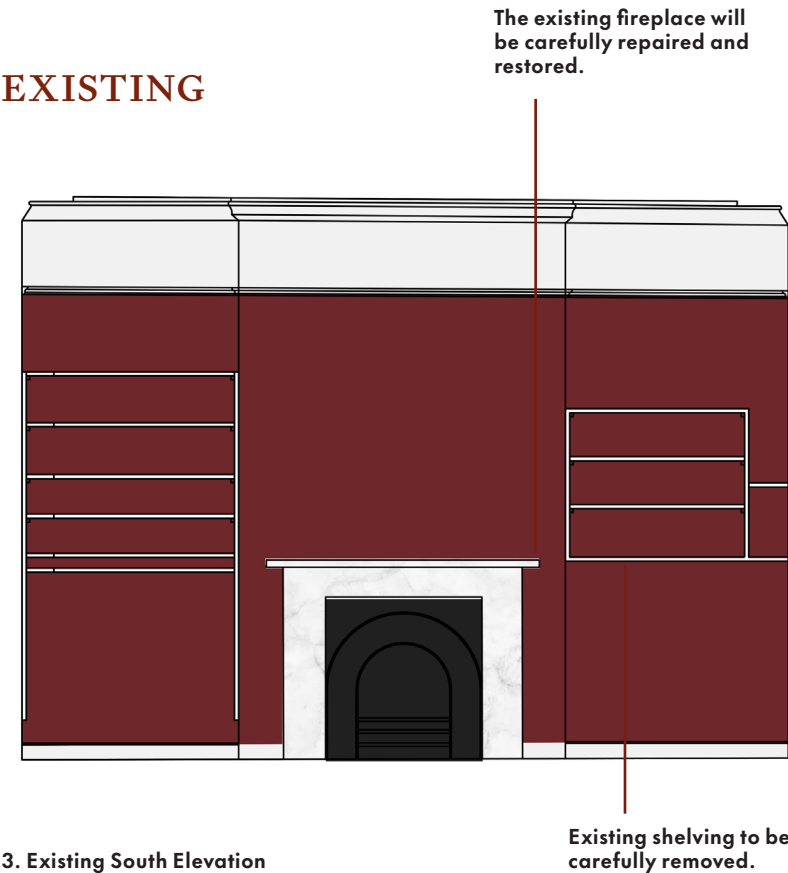 The existing fireplace will
be carefully repaired and
restored.
EXISTING
Existing shelving to be
carefully removed.
3. Existing South Elevation